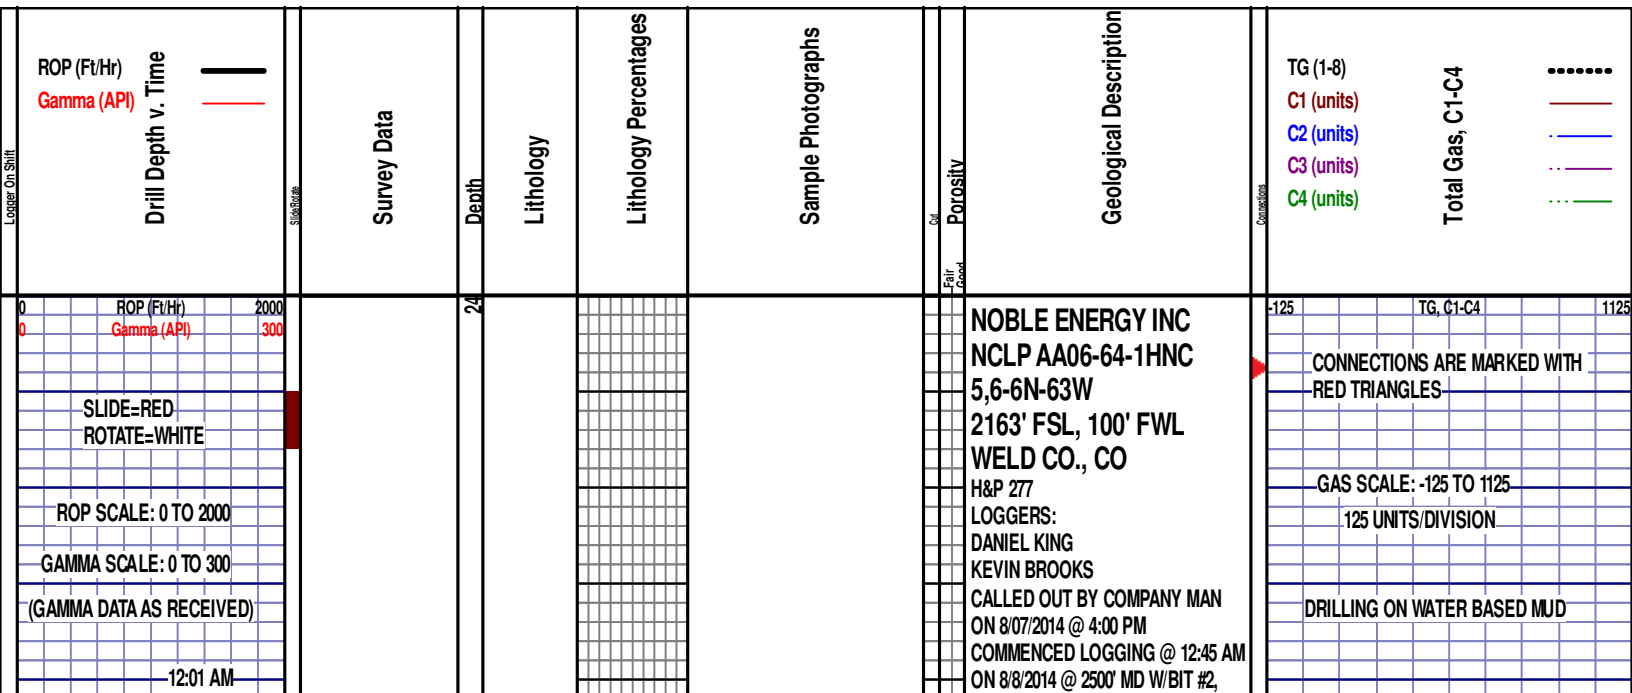 Logger On Shift
ROP (Ft/Hr)
Gamma (API)
Drill Depth v. Time
Slide/Rotate
Survey Data
Depth
Lithology
Lithology Percentages
Sample Photographs
Cut
Porosity
Fair
Good
Geological Description
Connections
TG (1-8)
C1 (units)
C2 (units)
C3 (units)
C4 (units)
Total Gas, C1-C4
0 ROP (Ft/Hr) 2000
0 Gamma (API) 300
SLIDE=RED
ROTATE=WHITE
ROP SCALE: 0 TO 2000
GAMMA SCALE: 0 TO 300
(GAMMA DATA AS RECEIVED)
12:01 AM
NOBLE ENERGY INC
NCLP AA06-64-1HNC
5,6-6N-63W
2163' FSL, 100' FWL
WELD CO., CO
H&P 277
LOGGERS:
DANIEL KING
KEVIN BROOKS
CALLED OUT BY COMPANY MAN
ON 8/07/2014 @ 4:00 PM
COMMENCED LOGGING @ 12:45 AM
ON 8/8/2014 @ 2500' MD W/BIT #2,
-125 TG, C1-C4 1125
CONNECTIONS ARE MARKED WITH
RED TRIANGLES
GAS SCALE: -125 TO 1125
125 UNITS/DIVISION
DRILLING ON WATER BASED MUD